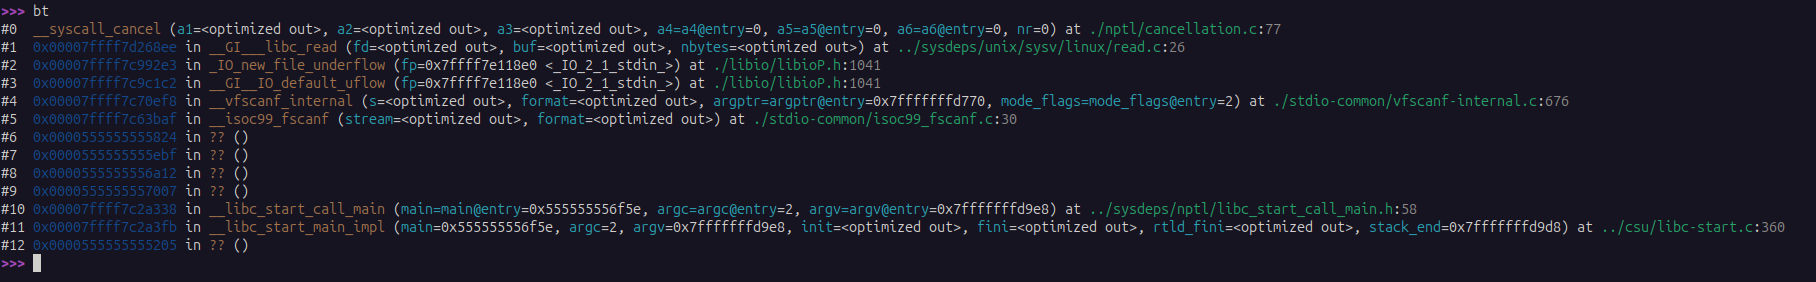 >>> bt
#0  __syscall_cancel (a1=<optimized out>, a2=<optimized out>, a3=<optimized out>, a4=a4@entry=0, a5=a5@entry=0, a6=a6@entry=0, nr=0) at ./nptl/cancellation.c:77
#1  0x00007ffff7d268ee in __GI___libc_read (fd=<optimized out>, buf=<optimized out>, nbytes=<optimized out>) at ../sysdeps/unix/sysv/linux/read.c:26
#2  0x00007ffff7c992e3 in _IO_new_file_underflow (fp=0x7ffff7e118e0 <_IO_2_1_stdin_>) at ./libio/libioP.h:1041
#3  0x00007ffff7c9c1c2 in __GI__IO_default_uflow (fp=0x7ffff7e118e0 <_IO_2_1_stdin_>) at ./libio/libioP.h:1041
#4  0x00007ffff7c70ef8 in __vfscanf_internal (s=<optimized out>, format=<optimized out>, argptr=argptr@entry=0x7fffffffd770, mode_flags=mode_flags@entry=2) at ./stdio-common/vfscanf-internal.c:676
#5  0x00007ffff7c63baf in __isoc99_fscanf (stream=<optimized out>, format=<optimized out>) at ./stdio-common/isoc99_fscanf.c:30
#6  0x0000555555555824 in ?? ()
#7  0x0000555555555ebf in ?? ()
#8  0x0000555555556a12 in ?? ()
#9  0x0000555555557007 in ?? ()
#10 0x00007ffff7c2a338 in __libc_start_call_main (main=main@entry=0x555555556f5e, argc=argc@entry=2, argv=argv@entry=0x7fffffffd9e8) at ../sysdeps/nptl/libc_start_call_main.h:58
#11 0x00007ffff7c2a3fb in __libc_start_main_impl (main=0x555555556f5e, argc=2, argv=0x7fffffffd9e8, init=<optimized out>, fini=<optimized out>, rtld_fini=<optimized out>, stack_end=0x7fffffffd9d8) at ../csu/libc-start.c:360
#12 0x0000555555555205 in ?? ()
>>>